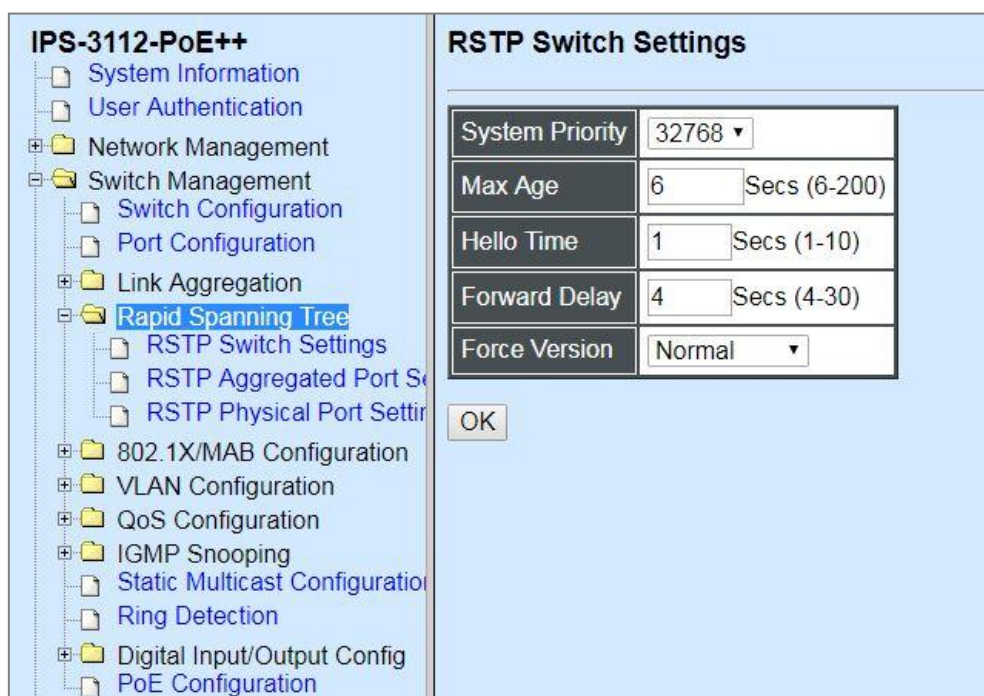 IPS-3112-PoE++
System Information
User Authentication
Network Management
Switch Management
Switch Configuration
Port Configuration
Link Aggregation
Rapid Spanning Tree
RSTP Switch Settings
RSTP Aggregated Port Se
RSTP Physical Port Settin
802.1X/MAB Configuration
VLAN Configuration
QoS Configuration
IGMP Snooping
Static Multicast Configuration
Ring Detection
Digital Input/Output Config
PoE Configuration
RSTP Switch Settings
System Priority 32768
Max Age 6 Secs (6-200)
Hello Time 1 Secs (1-10)
Forward Delay 4 Secs (4-30)
Force Version Normal
OK